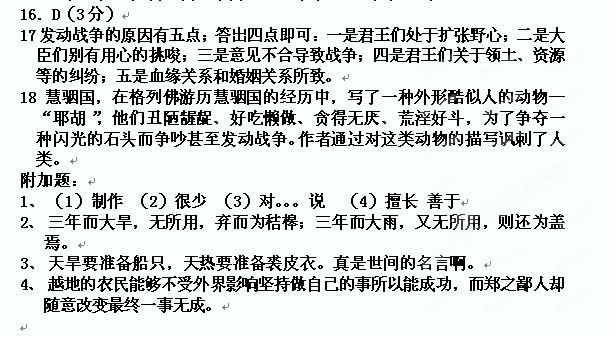 16．D（3分）
17 发动战争的原因有五点；答出四点即可：一是君王们处于扩张野心；二是大
臣们别有用心的挑唆；三是意见不合导致战争；四是君王们关于领土、资源
等的纠纷；五是血缘关系和婚姻关系所致。
18 慧骃国，在格列佛游历慧骃国的经历中，写了一种外形酷似人的动物—
“耶胡”，他们丑陋龌龊、好吃懒做、贪得无厌、荒淫好斗，为了争夺一
种闪光的石头而争吵甚至发动战争。作者通过对这类动物的描写讽刺了人
类。
附加题：
1、（1）制作 （2）很少 （3）对。。。说 （4）擅长 善于
2、 三年而大旱，无所用，弃而为秸槔；三年而大雨，又无所用，则还为盖
焉。
3、 天旱要准备船只，天热要准备裘皮衣。真是世间的名言啊。
4、 越地的农民能够不受外界影响坚持做自己的事所以能成功，而郑之鄙人却
随意改变最终一事无成。